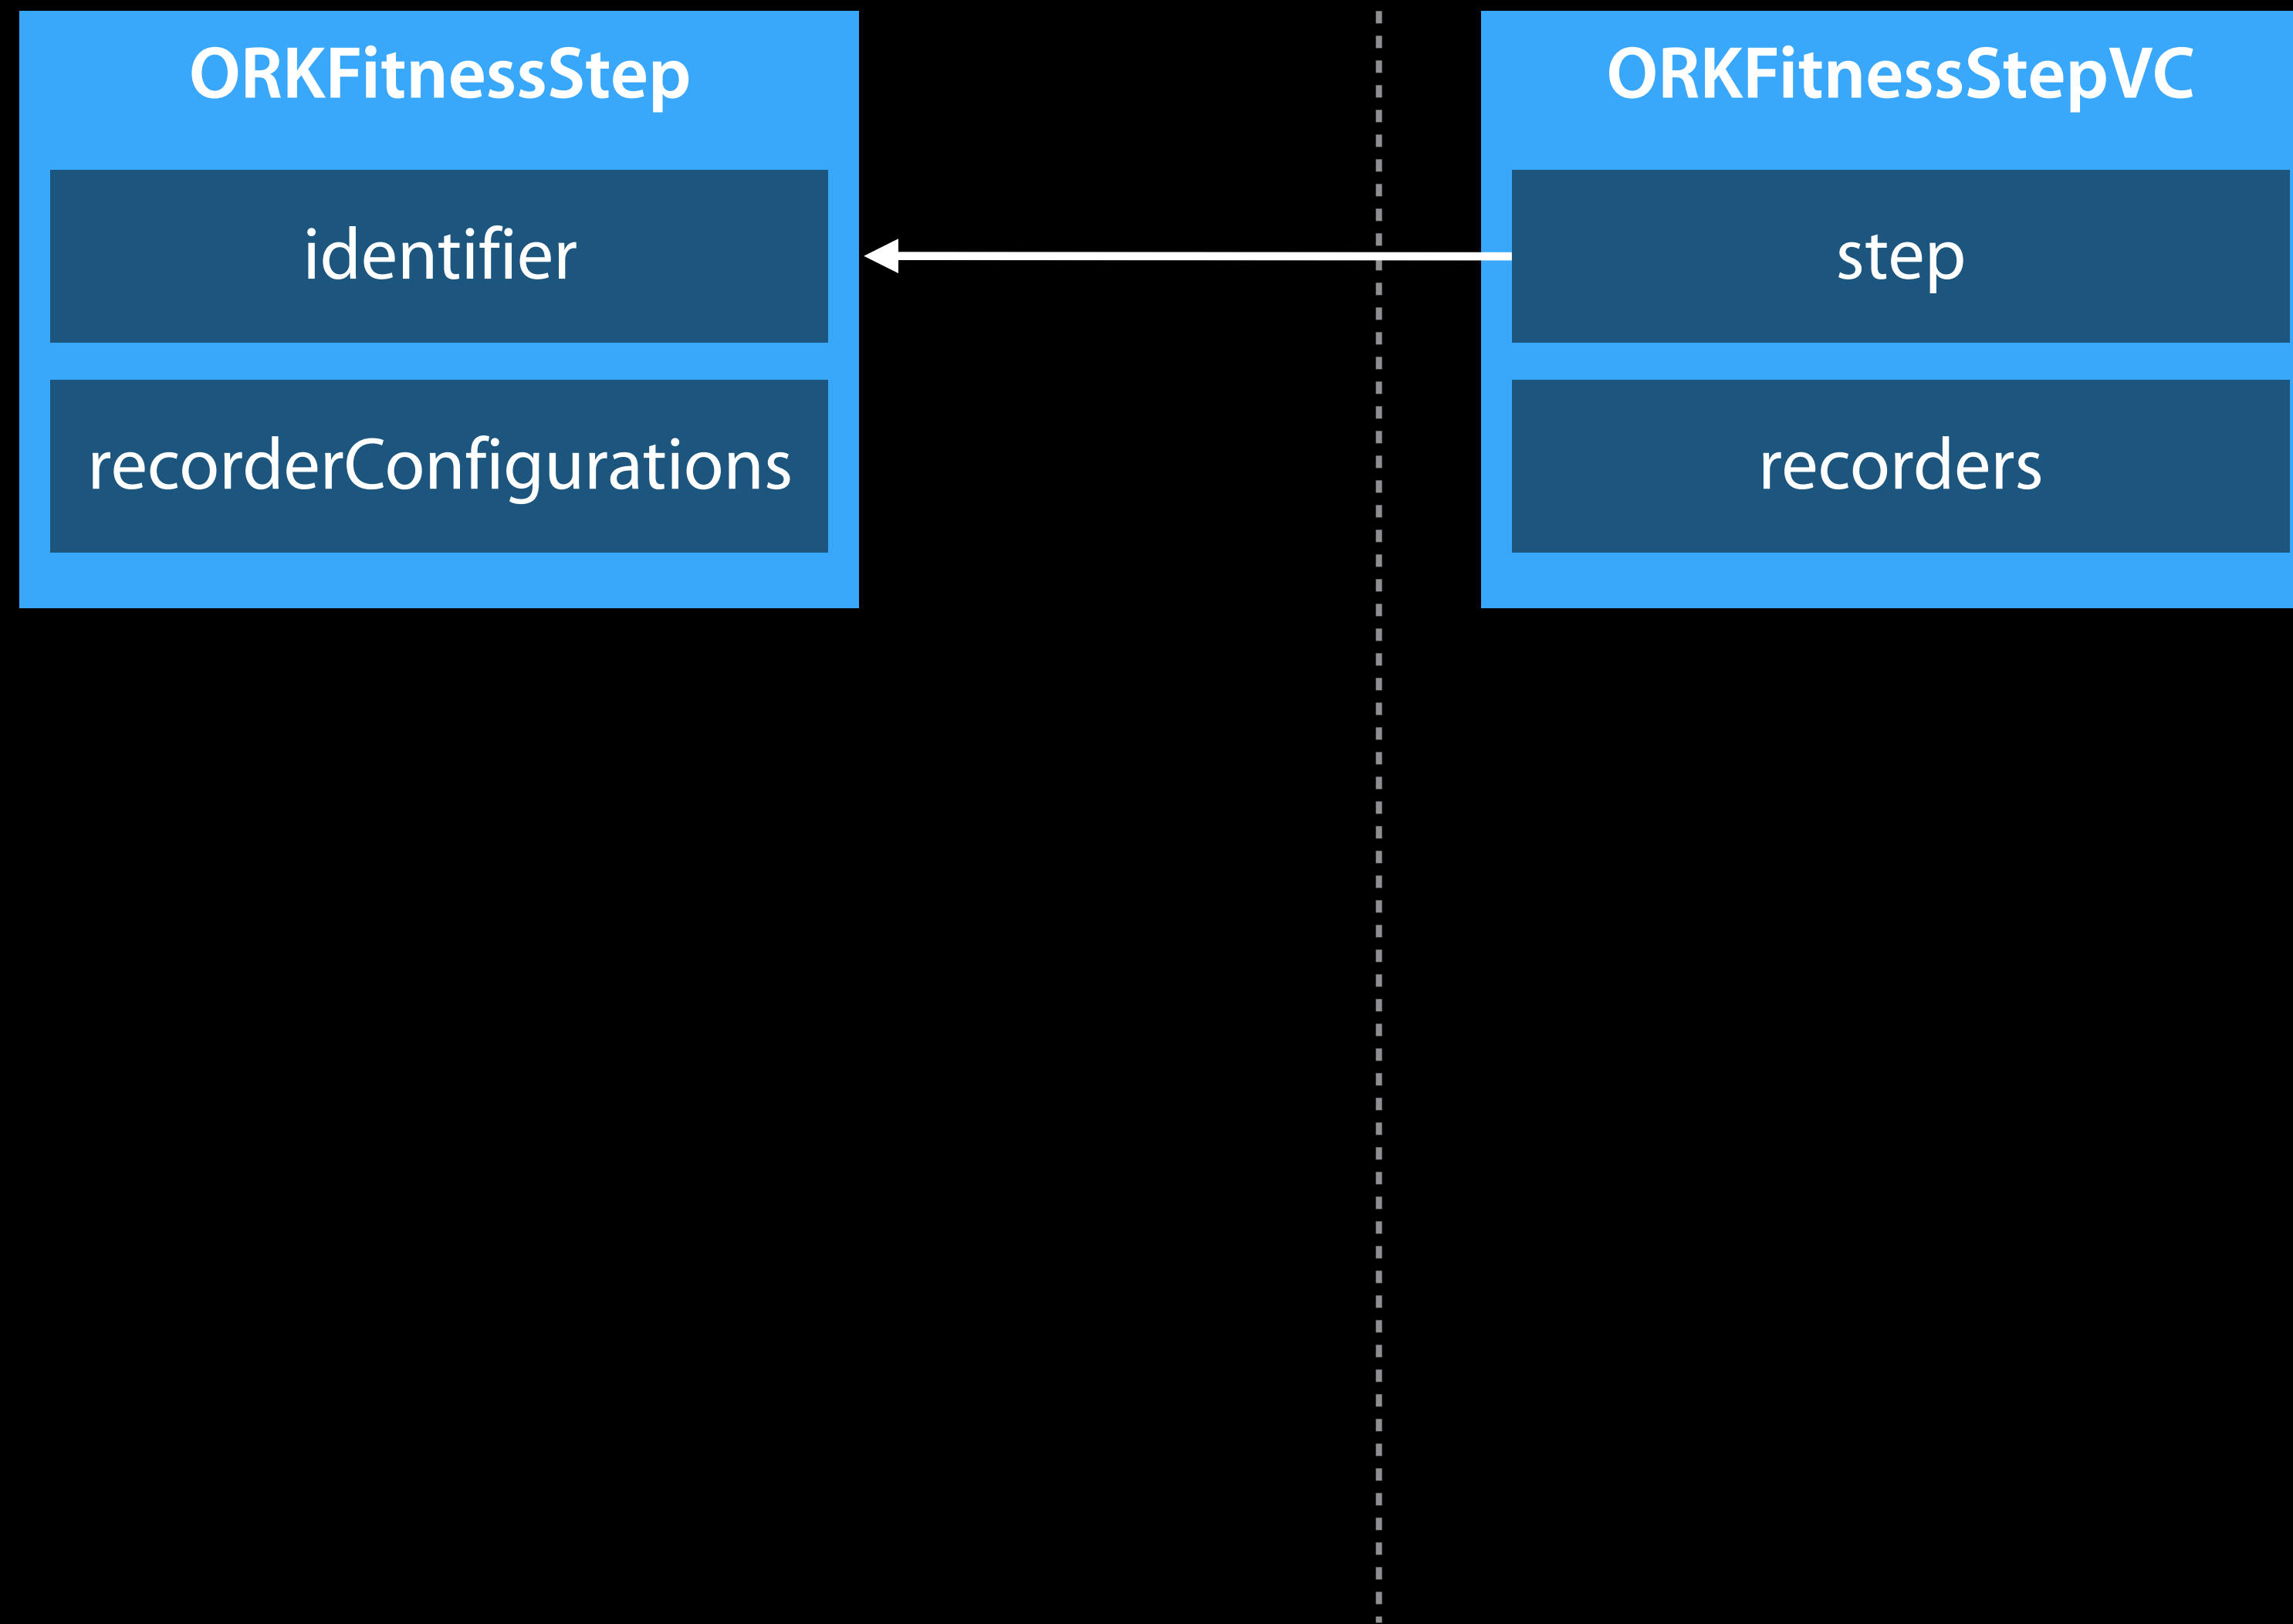 ORKFitnessStep
identifier
recorderConfigurations
ORKFitnessStepVC
step
recorders